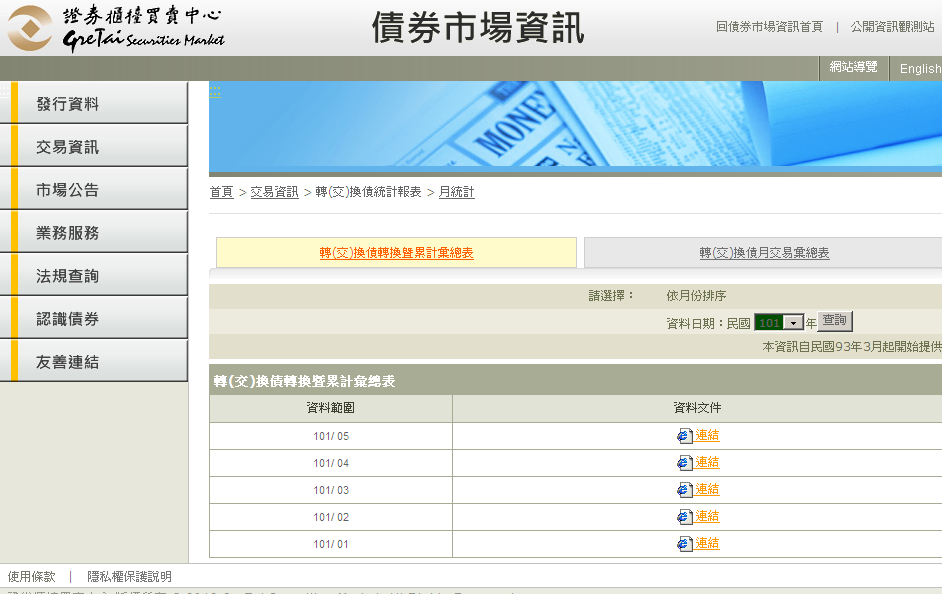 證券櫃檯買賣中心
GreTai Securities Market
債券市場資訊
回債券市場資訊首頁 | 公開資訊觀測站
網站導覽 English
發行資料
交易資訊
市場公告
業務服務
法規查詢
認識債券
友善連結
MONEY
首頁 > 交易資訊 > 轉(交)換債統計報表 > 月統計
轉(交)換債轉換暨累計彙總表 轉(交)換債月交易彙總表
請選擇： 依月份排序
資料日期：民國 101 年 查詢
本資訊自民國93年3月起開始提供
轉(交)換債轉換暨累計彙總表
資料範圍 資料文件
101/ 05 連結
101/ 04 連結
101/ 03 連結
101/ 02 連結
101/ 01 連結
使用條款 | 隱私權保護說明